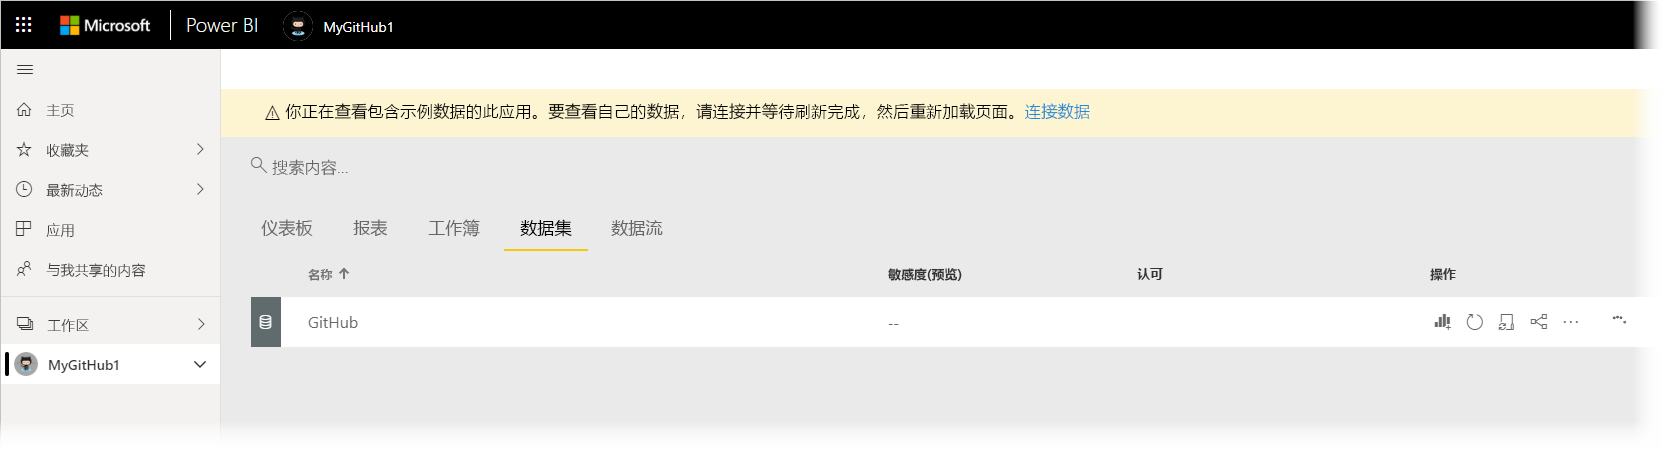 Microsoft Power BI MyGitHub1
主页
收藏夹
最新动态
应用
与我共享的内容
工作区
MyGitHub1
你正在查看包含示例数据的此应用。要查看自己的数据，请连接并等待刷新完成，然后重新加载页面。连接数据
搜索内容...
仪表板 报表 工作簿 数据集 数据流
名称 敏感度(预览) 认可 操作
GitHub --